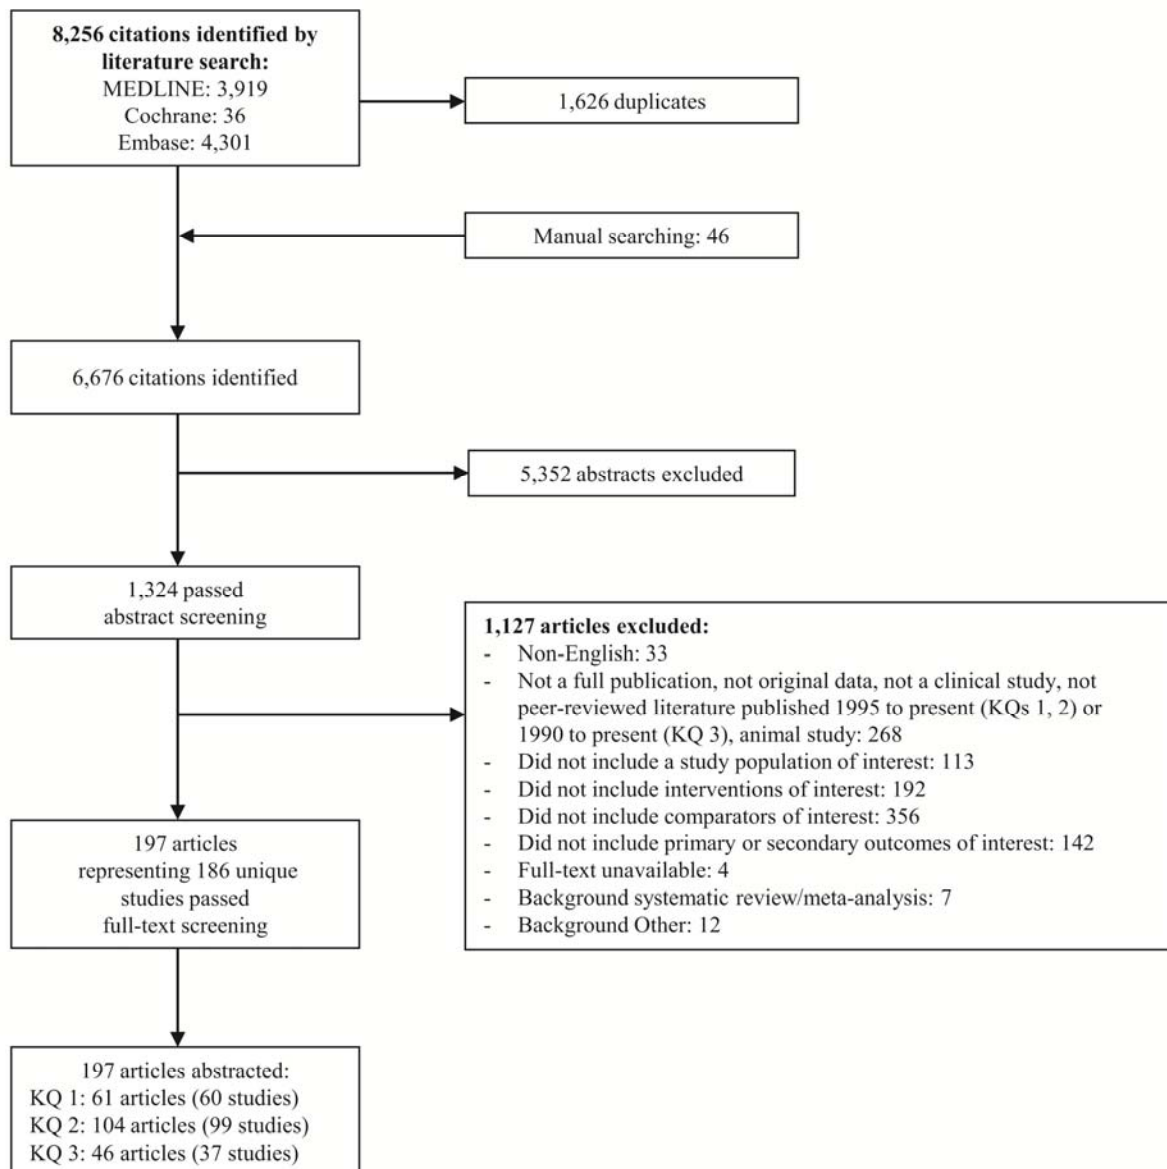 8,256 citations identified by
literature search:
MEDLINE: 3,919
Cochrane: 36
Embase: 4,301
1,626 duplicates
Manual searching: 46
6,676 citations identified
5,352 abstracts excluded
1,324 passed
abstract screening
1,127 articles excluded:
- Non-English: 33
- Not a full publication, not original data, not a clinical study, not
peer-reviewed literature published 1995 to present (KQs 1, 2) or
1990 to present (KQ 3), animal study: 268
- Did not include a study population of interest: 113
- Did not include interventions of interest: 192
- Did not include comparators of interest: 356
- Did not include primary or secondary outcomes of interest: 142
- Full-text unavailable: 4
- Background systematic review/meta-analysis: 7
- Background Other: 12
197 articles
representing 186 unique
studies passed
full-text screening
197 articles abstracted:
KQ 1: 61 articles (60 studies)
KQ 2: 104 articles (99 studies)
KQ 3: 46 articles (37 studies)